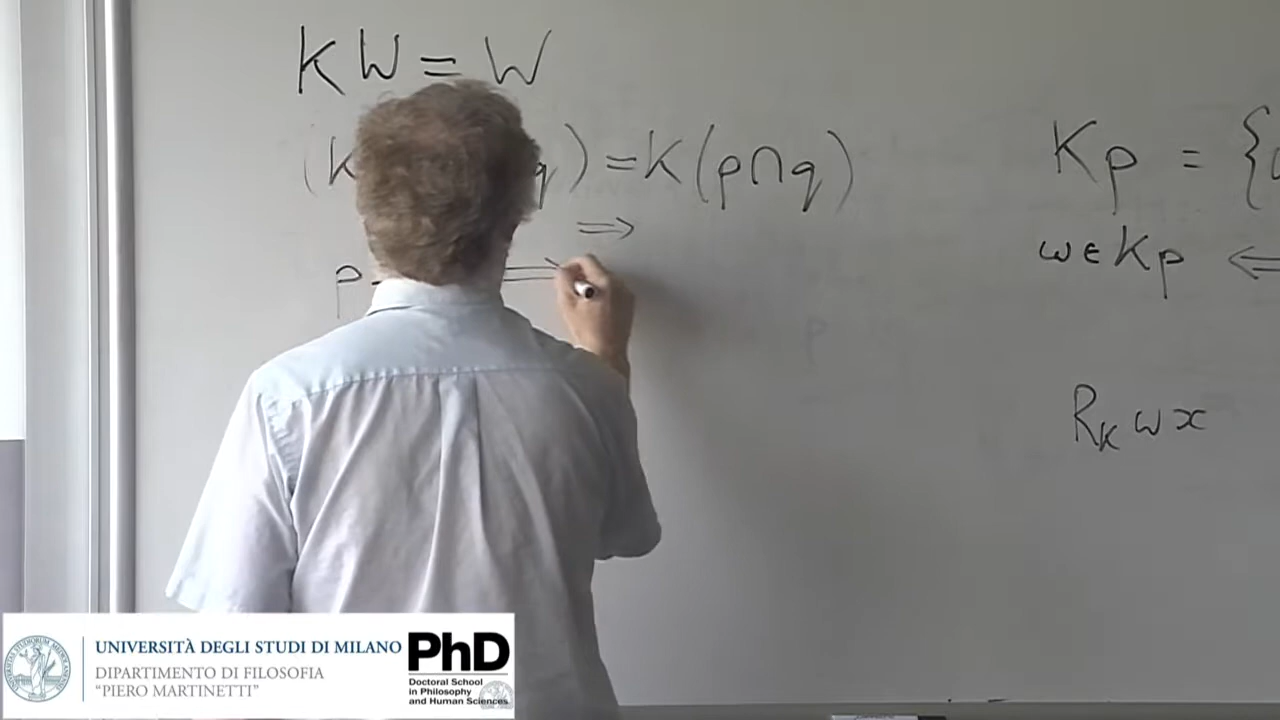 KW = W
(K q) = K(p∩q)
⇒
p
Kp = {
w∈Kp ⇐
R_K w x
UNIVERSITÀ DEGLI STUDI DI MILANO
DIPARTIMENTO DI FILOSOFIA
"PIERO MARTINETTI"
PhD
Doctoral School
in Philosophy
and Human Sciences